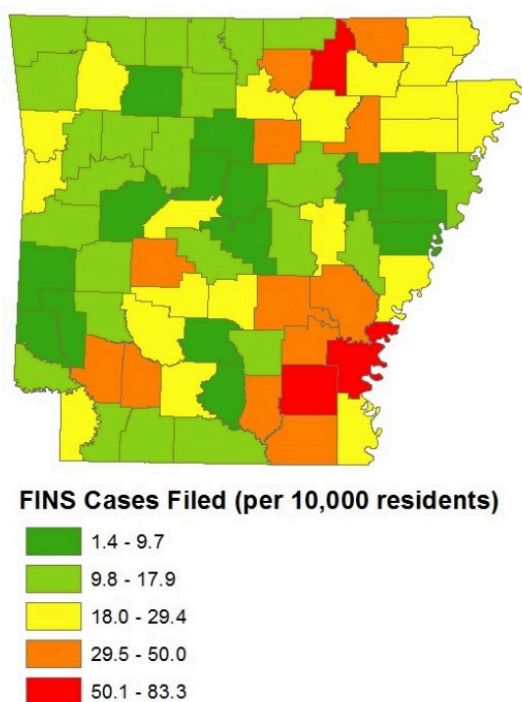 FINS Cases Filed (per 10,000 residents)
1.4 - 9.7
9.8 - 17.9
18.0 - 29.4
29.5 - 50.0
50.1 - 83.3